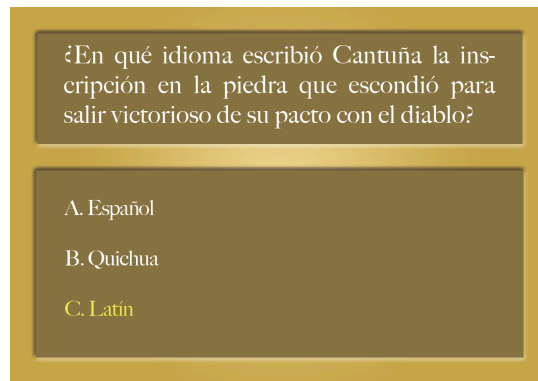 ¿En qué idioma escribió Cantuña la ins-
cripción en la piedra que escondió para
salir victorioso de su pacto con el diablo?
A. Español
B. Quichua
C. Latín